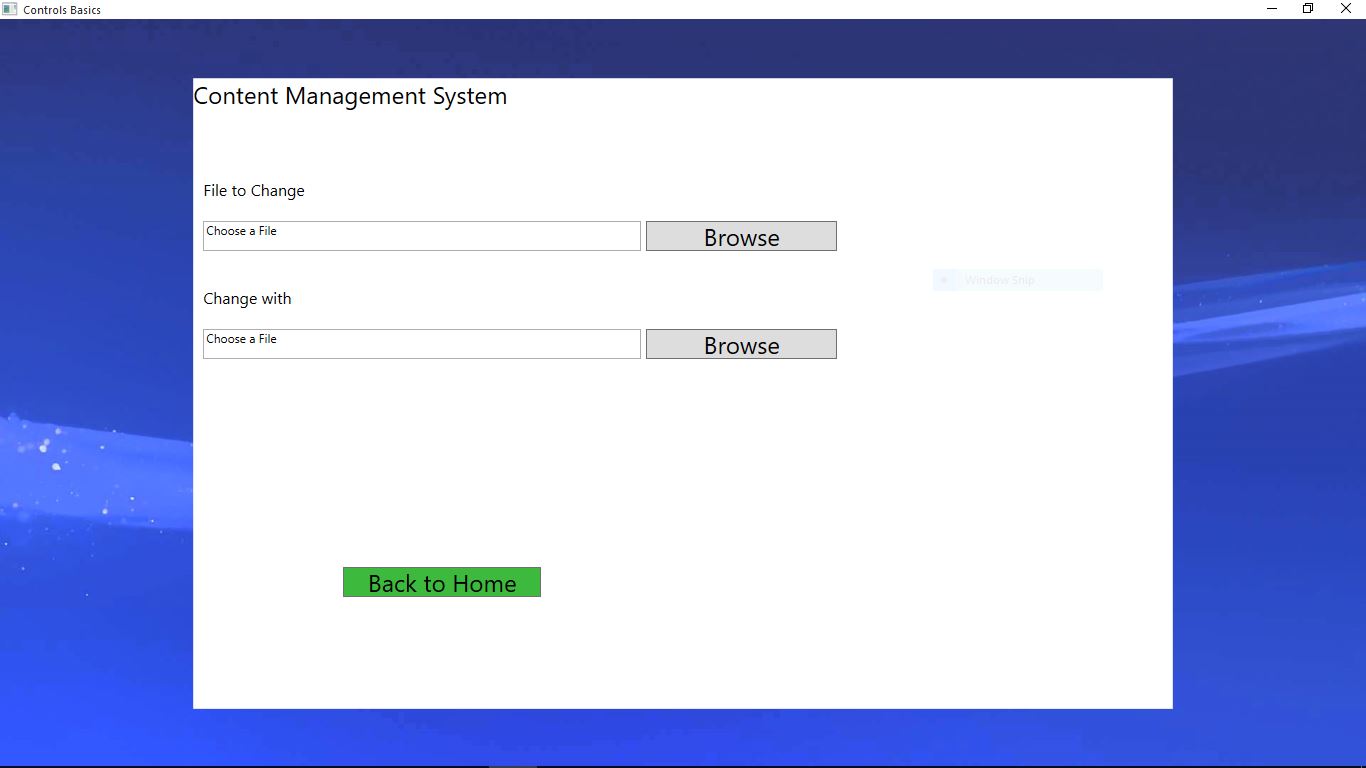 Controls Basics
Content Management System
File to Change
Choose a File
Browse
Window Snip
Change with
Choose a File
Browse
Back to Home